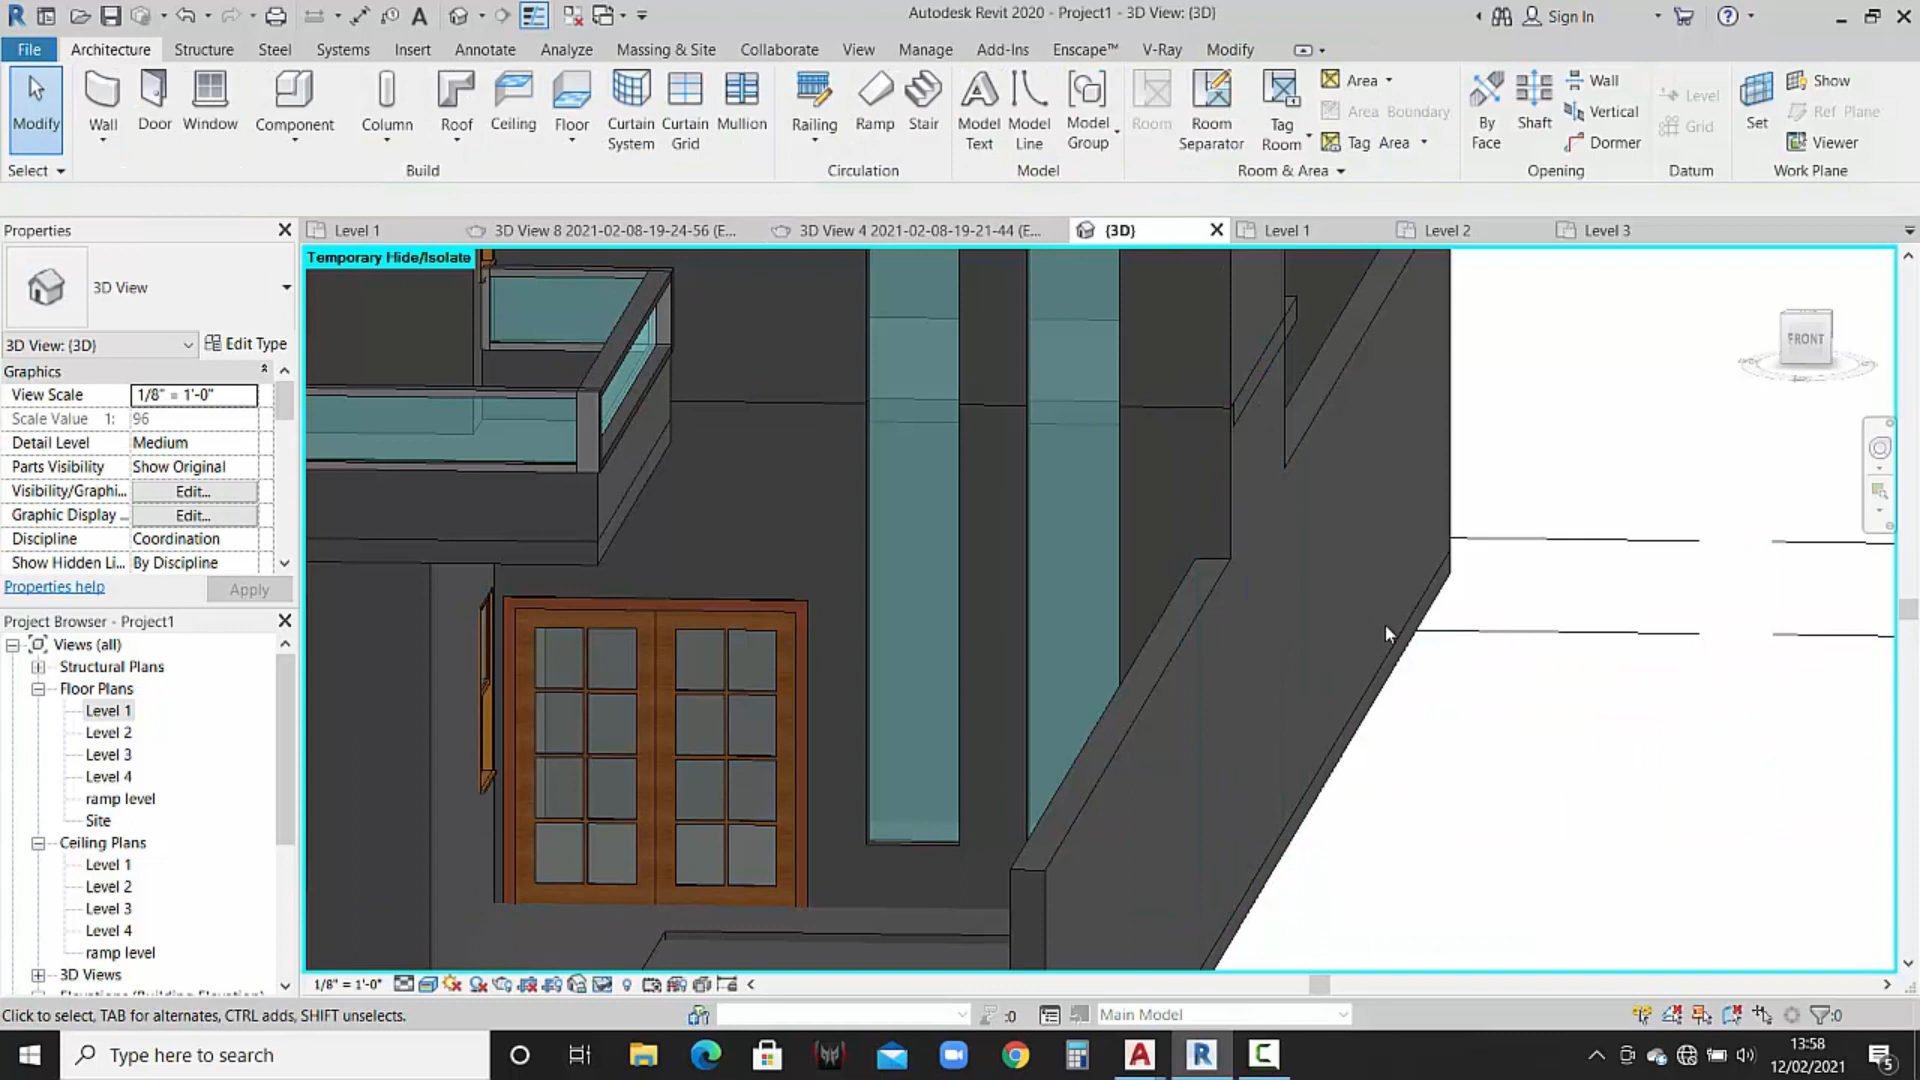 Autodesk Revit 2020 - Project1 - 3D View: {3D}
Sign In
File Architecture Structure Steel Systems Insert Annotate Analyze Massing & Site Collaborate View Manage Add-Ins Enscape™ V-Ray Modify
Modify Wall Door Window Component Column Roof Ceiling Floor Curtain System Curtain Grid Mullion Railing Ramp Stair Model Text Model Line Model Group Room Room Separator Tag Room By Face Shaft Set
Area Wall Level Show
Area Boundary Vertical Grid Ref Plane
Tag Area Dormer Viewer
Select Build Circulation Model Room & Area Opening Datum Work Plane
Properties
Level 1 3D View 8 2021-02-08-19-24-56 (E... 3D View 4 2021-02-08-19-21-44 (E... {3D} Level 1 Level 2 Level 3
Temporary Hide/Isolate
3D View
3D View: {3D} Edit Type
Graphics
View Scale 1/8" = 1'-0"
Scale Value 1: 96
Detail Level Medium
Parts Visibility Show Original
Visibility/Graphi... Edit...
Graphic Display ... Edit...
Discipline Coordination
Show Hidden Li... By Discipline
Properties help Apply
FRONT
Project Browser - Project1
Views (all)
Structural Plans
Floor Plans
Level 1
Level 2
Level 3
Level 4
ramp level
Site
Ceiling Plans
Level 1
Level 2
Level 3
Level 4
ramp level
3D Views
Elevations (Building Elevation)
1/8" = 1'-0"
Click to select, TAB for alternates, CTRL adds, SHIFT unselects.
:0
Main Model
:0
Type here to search
13:58
12/02/2021
5